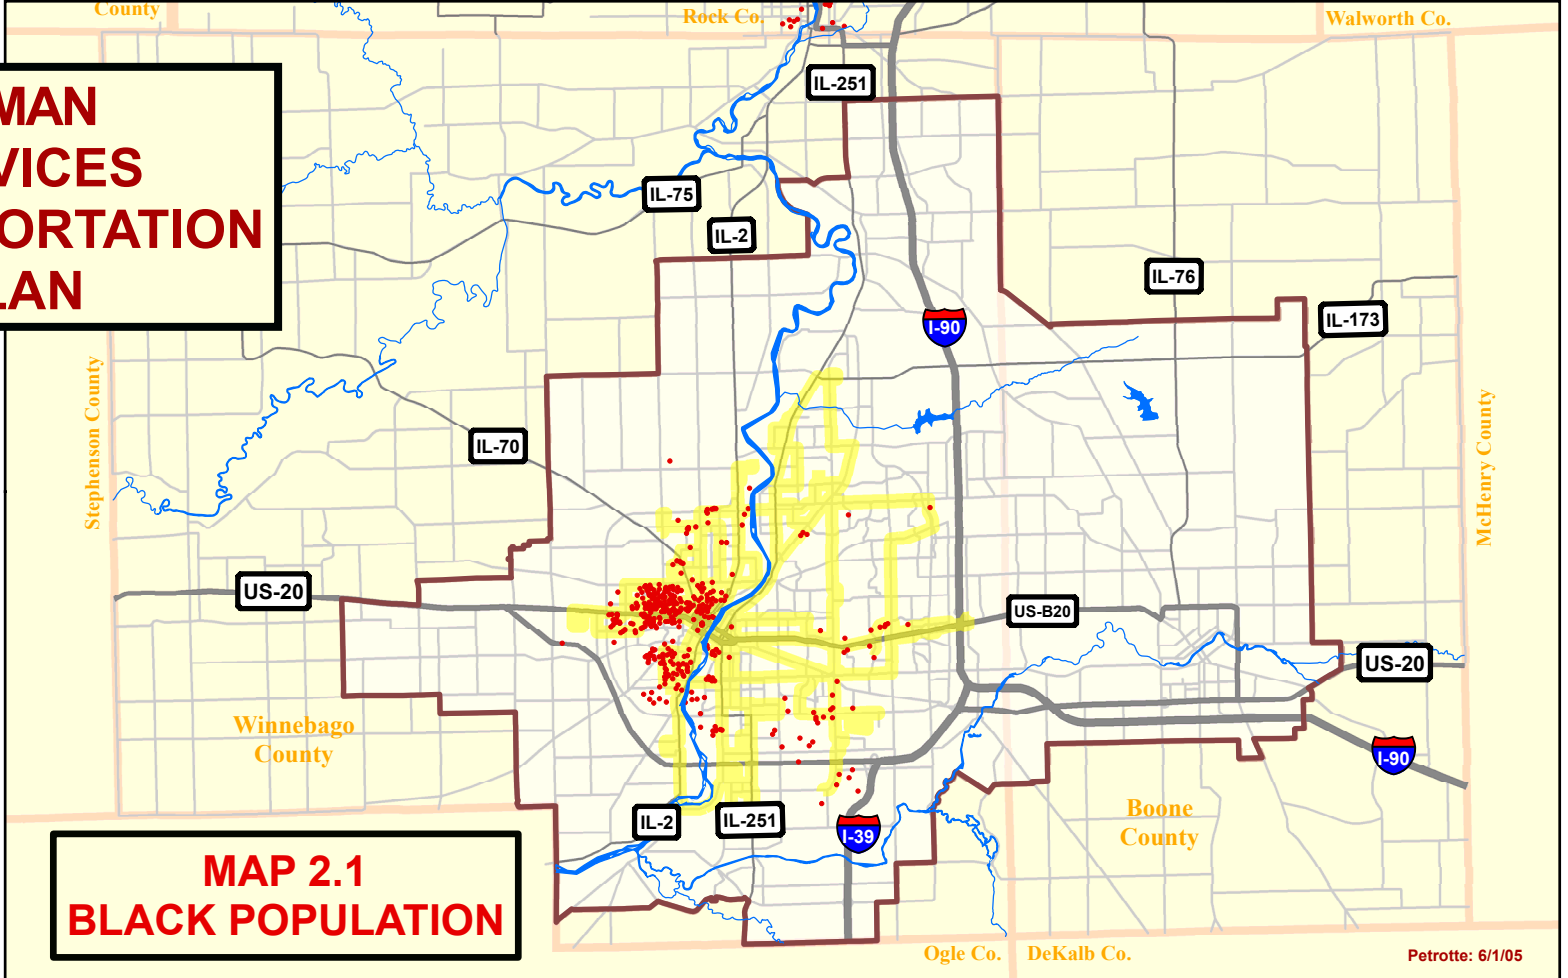 County
Rock Co.
Walworth Co.
MAN
VICES
ORTATION
LAN
IL-251
IL-75
IL-2
IL-76
IL-173
I-90
Stephenson County
IL-70
McHenry County
US-20
US-B20
US-20
Winnebago
County
I-90
IL-2
IL-251
I-39
Boone
County
MAP 2.1
BLACK POPULATION
Ogle Co.
DeKalb Co.
Petrotte: 6/1/05